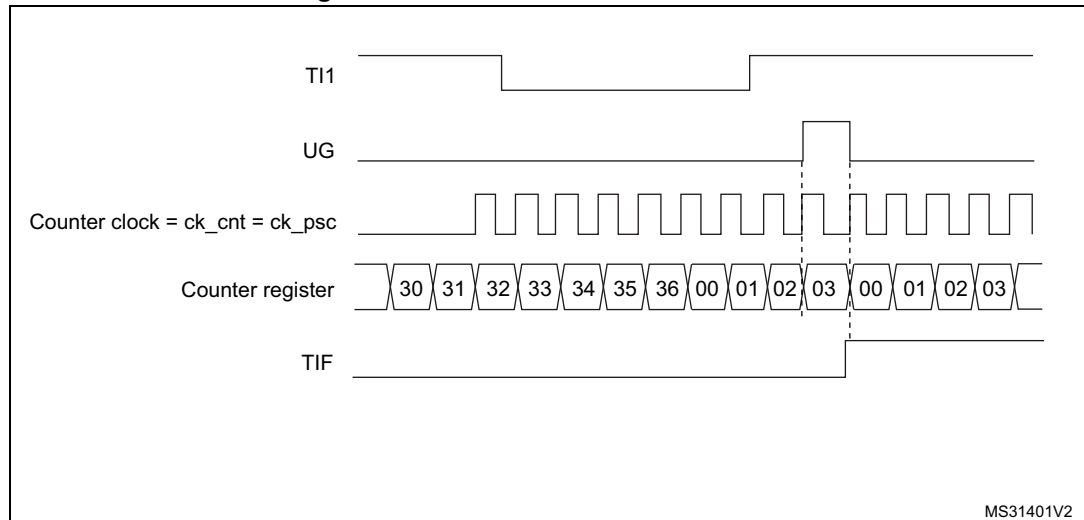 TI1
UG
Counter clock = ck_cnt = ck_psc
Counter register 30 31 32 33 34 35 36 00 01 02 03 00 01 02 03
TIF
MS31401V2